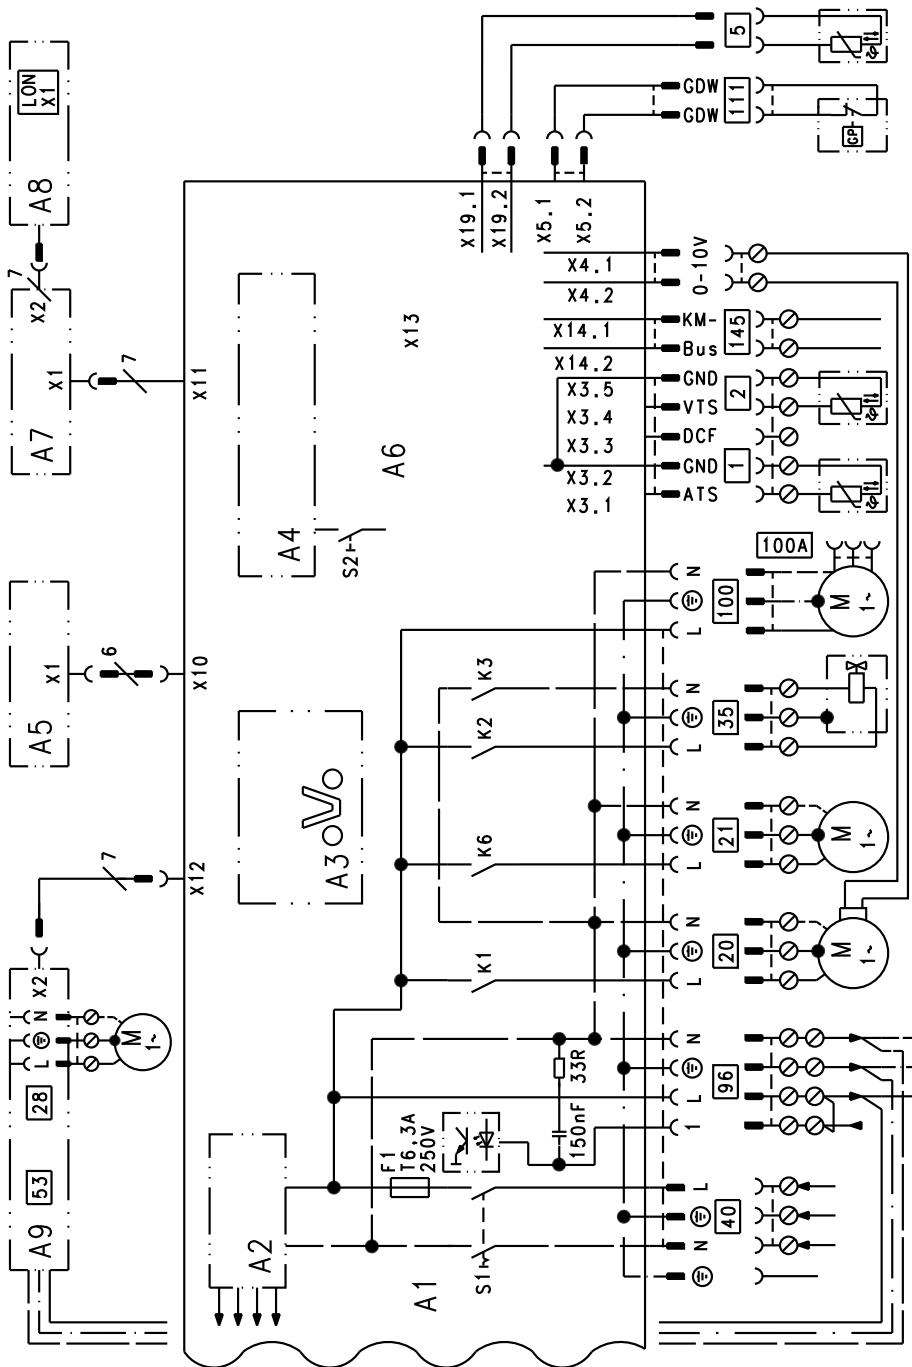 5
GDW
GDW
111
GP
LON
X1
A8
7
X2
X1
A7
7
X11
X19.1
X19.2
X5.1
X5.2
X4.1
X4.2
0-10V
X13
X14.1
X14.2
KM-
Bus
145
X3.5
X3.4
X3.3
X3.2
X3.1
GND
VTS
DCF
GND
ATS
2
1
A6
A4
S2
X1
A5
6
X10
100A
N
L
100
M
1~
K3
K2
N
L
35
A3
K6
N
L
21
M
1~
7
X12
X2
K1
N
L
20
M
1~
N
L
M
1~
28
53
A9
33R
150nF
N
L
1
96
F1
T6,3A
250V
A2
S1
L
N
40
A1